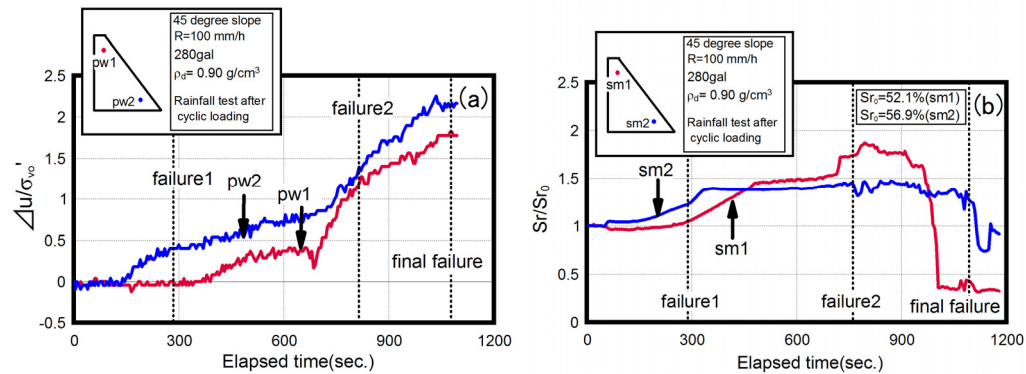 45 degree slope
R=100 mm/h
280gal
ρd= 0.90 g/cm3
Rainfall test after
cyclic loading
pw1
pw2
(a)
failure2
failure1
pw2
pw1
final failure
2.5
2
1.5
1
0.5
0
-0.5
⊿u/σvo'
0
300
600
900
1200
Elapsed time(sec.)
45 degree slope
R=100 mm/h
280gal
ρd= 0.90 g/cm3
Rainfall test after
cyclic loading
sm1
sm2
Sr0=52.1%(sm1)
Sr0=56.9%(sm2)
(b)
sm2
sm1
failure1
failure2
final failure
2.5
2
1.5
1
0.5
0
Sr/Sr0
0
300
600
900
1200
Elapsed time(sec.)